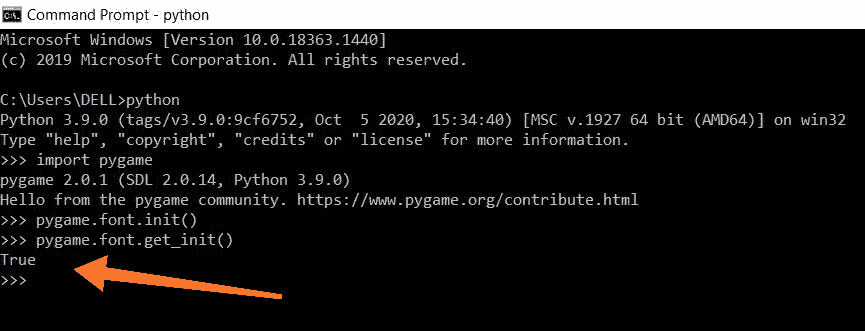 Command Prompt - python
Microsoft Windows [Version 10.0.18363.1440]
(c) 2019 Microsoft Corporation. All rights reserved.
C:\Users\DELL>python
Python 3.9.0 (tags/v3.9.0:9cf6752, Oct  5 2020, 15:34:40) [MSC v.1927 64 bit (AMD64)] on win32
Type "help", "copyright", "credits" or "license" for more information.
>>> import pygame
pygame 2.0.1 (SDL 2.0.14, Python 3.9.0)
Hello from the pygame community. https://www.pygame.org/contribute.html
>>> pygame.font.init()
>>> pygame.font.get_init()
True
>>>